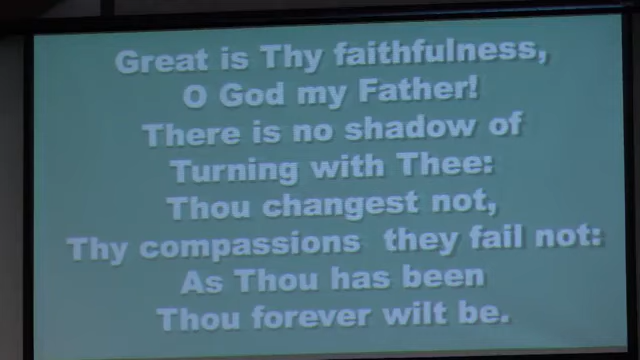 Great is Thy faithfulness,
O God my Father!
There is no shadow of
Turning with Thee:
Thou changest not,
Thy compassions they fail not:
As Thou has been
Thou forever wilt be.